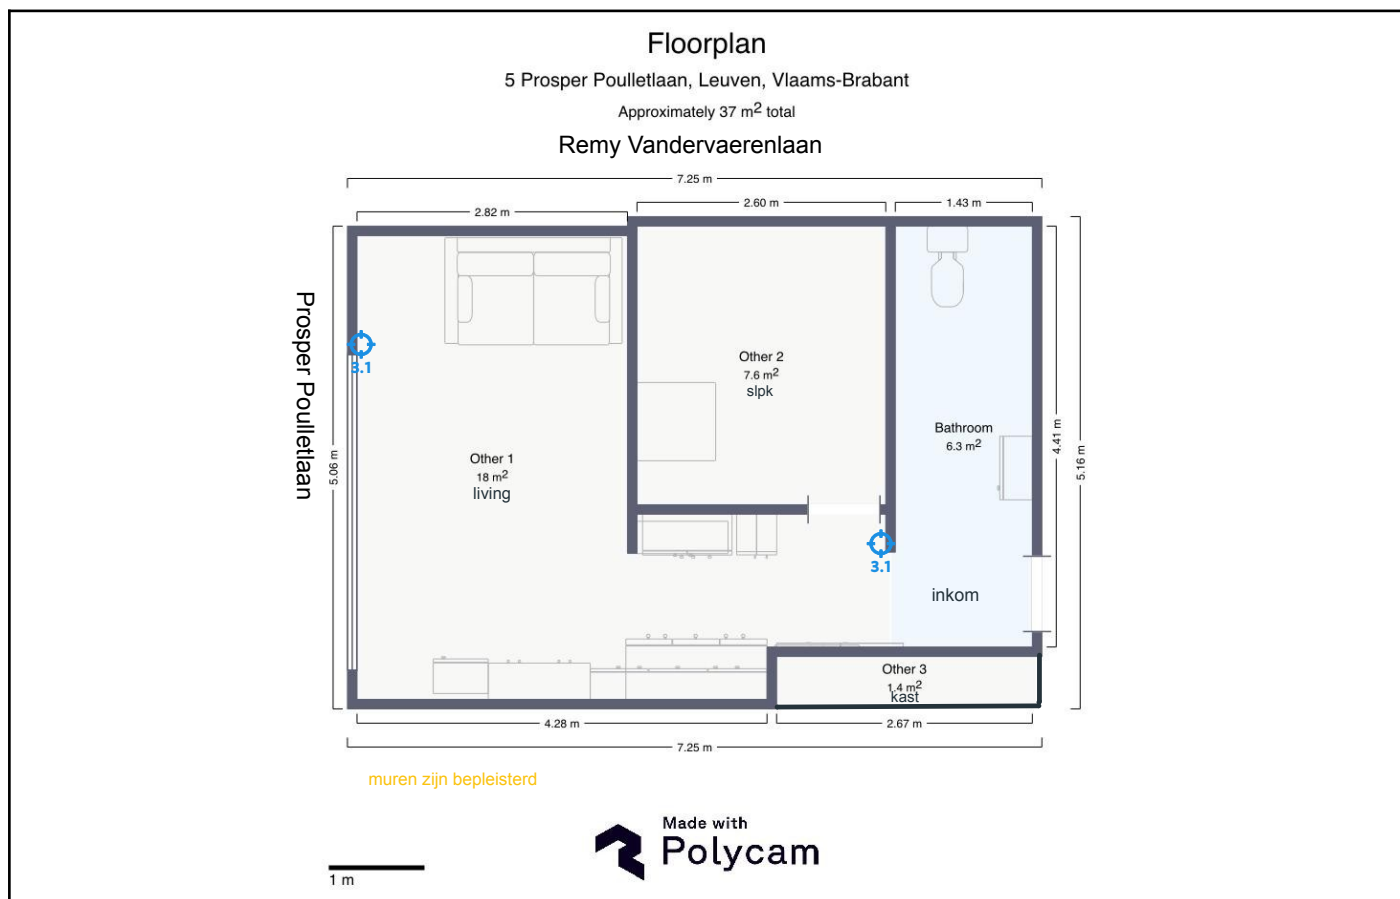 Floorplan
5 Prosper Poulletlaan, Leuven, Vlaams-Brabant
Approximately 37 m² total
Remy Vandervaerenlaan
7.25 m
2.82 m
2.60 m
1.43 m
Prosper Poulletlaan
5.06 m
3.1
Other 1
18 m²
living
Other 2
7.6 m²
slpk
Bathroom
6.3 m²
4.41 m
5.16 m
3.1
inkom
Other 3
1.4 m²
kast
4.28 m
2.67 m
7.25 m
muren zijn bepleisterd
Made with
Polycam
1 m